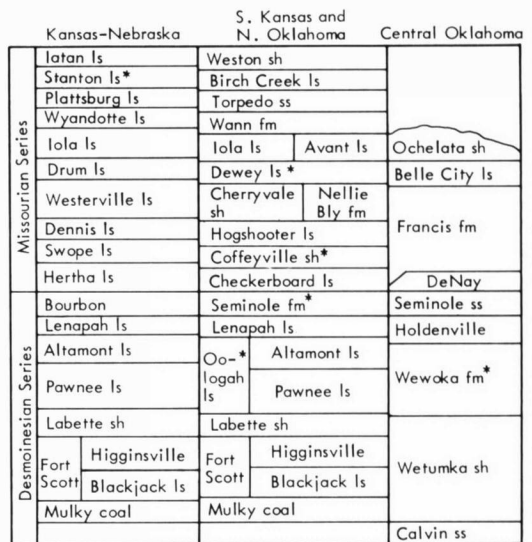 Kansas-Nebraska
S. Kansas and
N. Oklahoma
Central Oklahoma
Missourian Series
Iatan ls
Stanton ls*
Plattsburg ls
Wyandotte ls
Iola ls
Drum ls
Westerville ls
Dennis ls
Swope ls
Hertha ls
Desmoinesian Series
Bourbon
Lenapah ls
Altamont ls
Pawnee ls
Labette sh
Fort
Scott
Higginsville
Blackjack ls
Mulky coal
Weston sh
Birch Creek ls
Torpedo ss
Wann fm
Iola ls
Avant ls
Dewey ls *
Cherryvale
sh
Nellie
Bly fm
Hogshooter ls
Coffeyville sh*
Checkerboard ls
Seminole fm*
Lenapah ls
Oo-*
logah
ls
Altamont ls
Pawnee ls
Labette sh
Fort
Scott
Higginsville
Blackjack ls
Mulky coal
Ochelata sh
Belle City ls
Francis fm
DeNay
Seminole ss
Holdenville
Wewoka fm*
Wetumka sh
Calvin ss